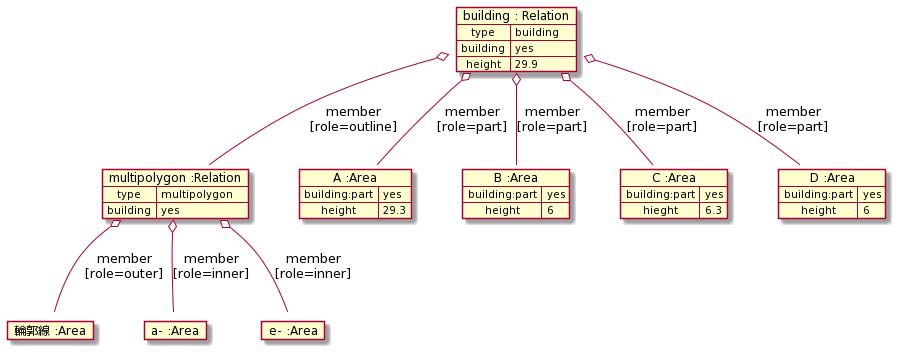 building : Relation
type building
building yes
height 29.9
member
[role=outline]
member
[role=part]
member
[role=part]
member
[role=part]
member
[role=part]
multipolygon :Relation
type multipolygon
building yes
A :Area
building:part yes
height 29.3
B :Area
building:part yes
height 6
C :Area
building:part yes
hieght 6.3
D :Area
building:part yes
height 6
member
[role=outer]
member
[role=inner]
member
[role=inner]
輪郭線 :Area
a- :Area
e- :Area